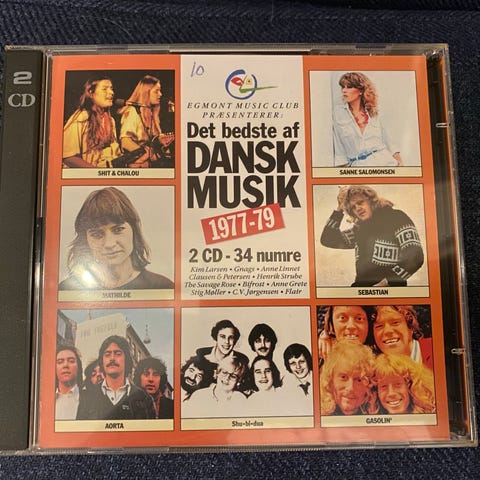 2
CD
10
EGMONT MUSIC CLUB
PRÆSENTERER:
Det bedste af
DANSK
MUSIK
1977-79
2 CD - 34 numre
Kim Larsen • Gnags • Anne Linnet
Clausen & Petersen • Henrik Strube
The Savage Rose • Bifrost • Anne Grete
Stig Møller • C.V. Jørgensen • Flair
SHIT & CHALOU
SANNE SALOMONSEN
MATHILDE
SEBASTIAN
AORTA
Shu-bi-dua
GASOLIN'